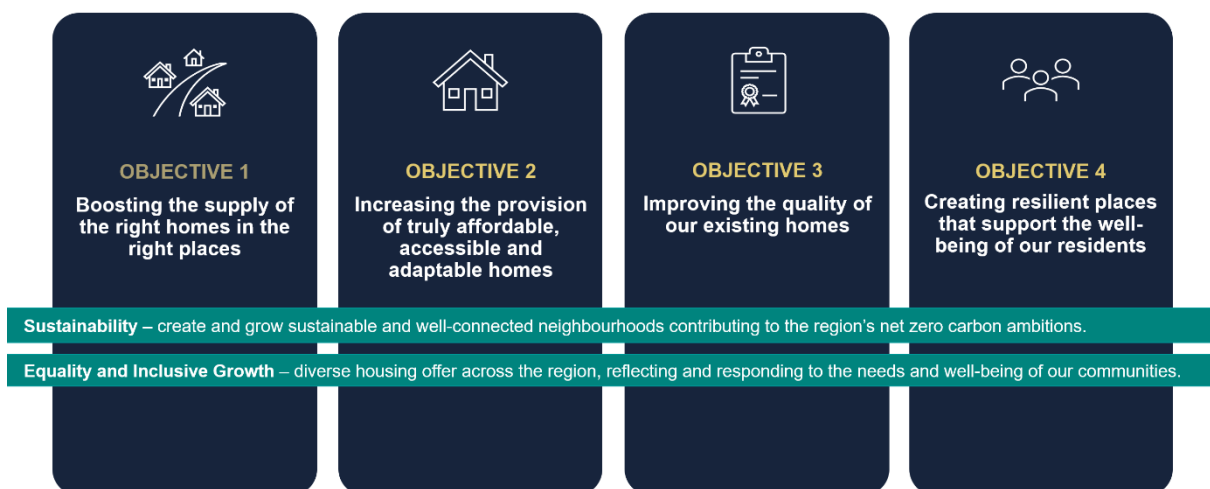 OBJECTIVE 1
Boosting the supply of
the right homes in the
right places
OBJECTIVE 2
Increasing the provision
of truly affordable,
accessible and
adaptable homes
OBJECTIVE 3
Improving the quality of
our existing homes
OBJECTIVE 4
Creating resilient places
that support the well-
being of our residents
Sustainability – create and grow sustainable and well-connected neighbourhoods contributing to the region's net zero carbon ambitions.
Equality and Inclusive Growth – diverse housing offer across the region, reflecting and responding to the needs and well-being of our communities.